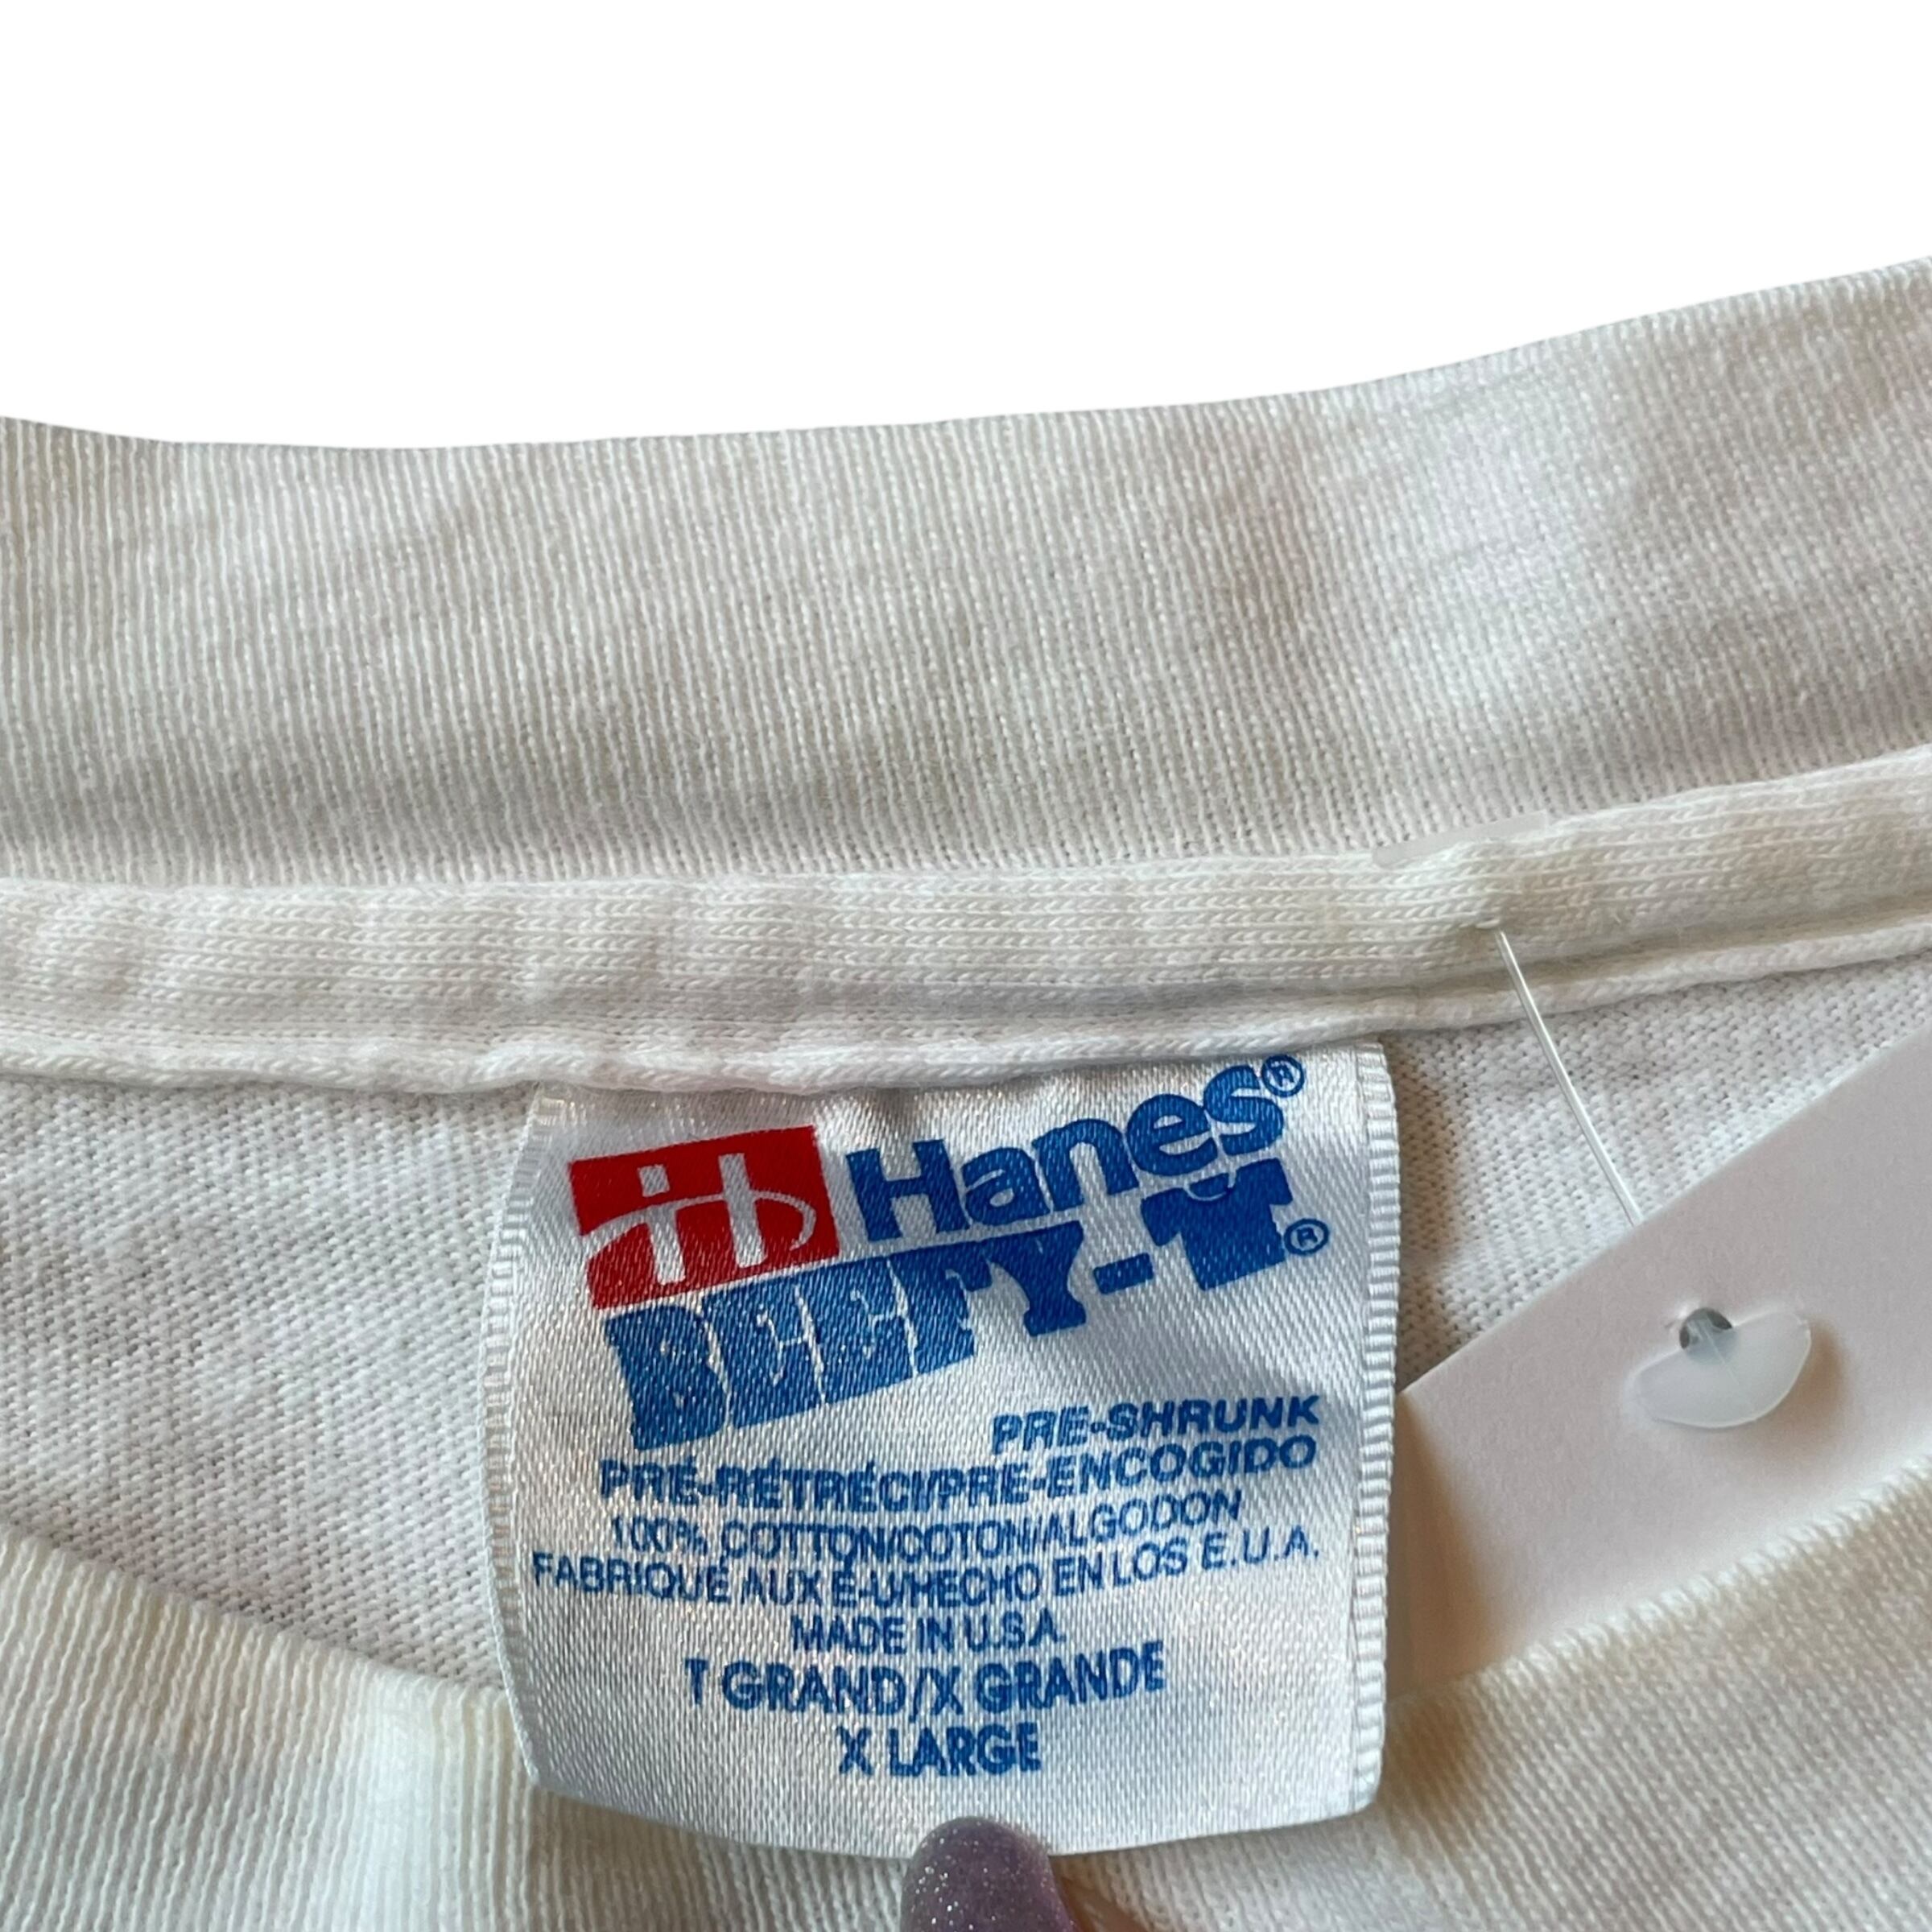 Hanes®
BEEFY-T®
PRE-SHRUNK
PRÉ-RÉTRÉCI/PRE-ENCOGIDO
100% COTTON/COTON/ALGODON
FABRIQUÉ AUX É-U/HECHO EN LOS E.U.A.
MADE IN U.S.A.
T GRAND/X GRANDE
X LARGE